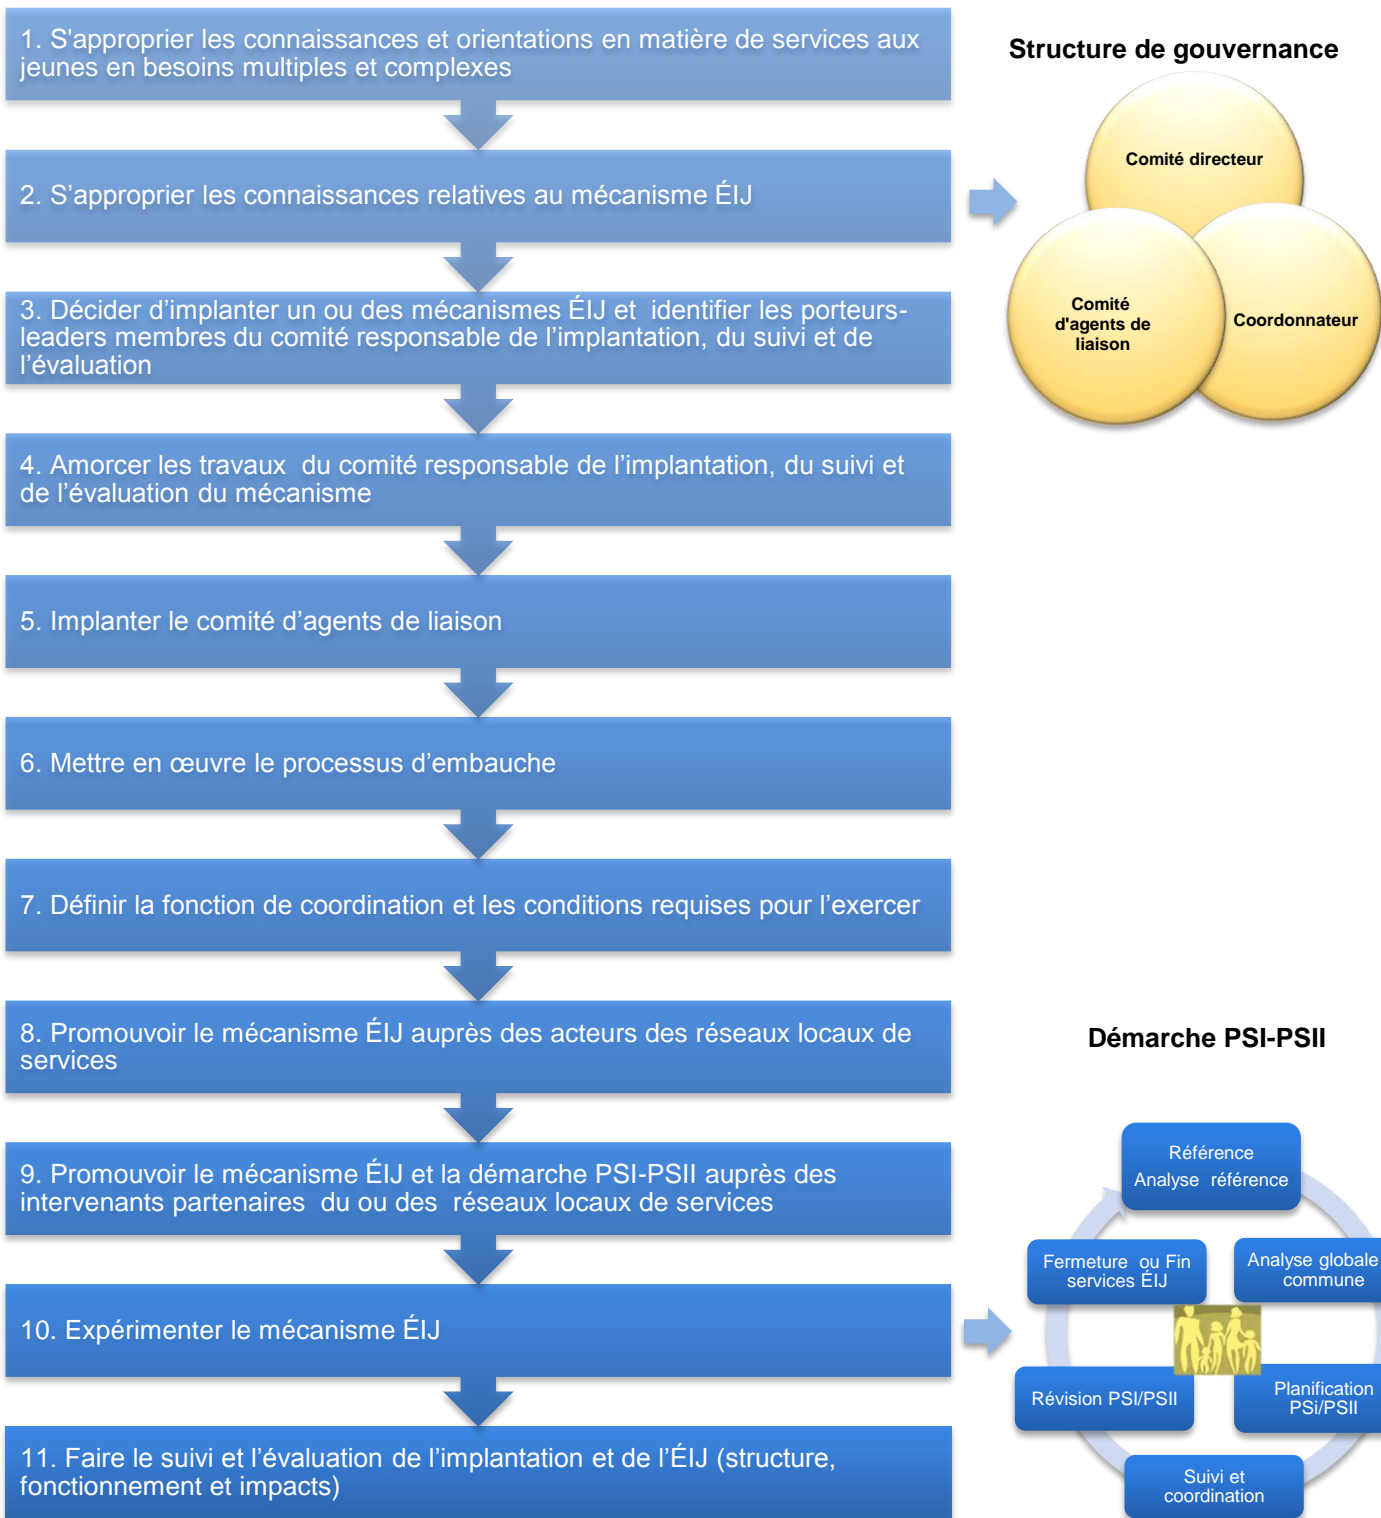 1. S'approprier les connaissances et orientations en matière de services aux
jeunes en besoins multiples et complexes
Structure de gouvernance
Comité directeur
Comité
d'agents de
liaison
Coordonnateur
2. S’approprier les connaissances relatives au mécanisme ÉIJ
3. Décider d’implanter un ou des mécanismes ÉIJ et identifier les porteurs-
leaders membres du comité responsable de l’implantation, du suivi et de
l’évaluation
4. Amorcer les travaux du comité responsable de l’implantation, du suivi et
de l’évaluation du mécanisme
5. Implanter le comité d’agents de liaison
6. Mettre en œuvre le processus d’embauche
7. Définir la fonction de coordination et les conditions requises pour l’exercer
8. Promouvoir le mécanisme ÉIJ auprès des acteurs des réseaux locaux de
services
9. Promouvoir le mécanisme ÉIJ et la démarche PSI-PSII auprès des
intervenants partenaires du ou des réseaux locaux de services
10. Expérimenter le mécanisme ÉIJ
11. Faire le suivi et l’évaluation de l’implantation et de l’ÉIJ (structure,
fonctionnement et impacts)
Démarche PSI-PSII
Référence
Analyse référence
Analyse globale
commune
Planification
PSi/PSII
Suivi et
coordination
Révision PSI/PSII
Fermeture ou Fin
services ÉIJ